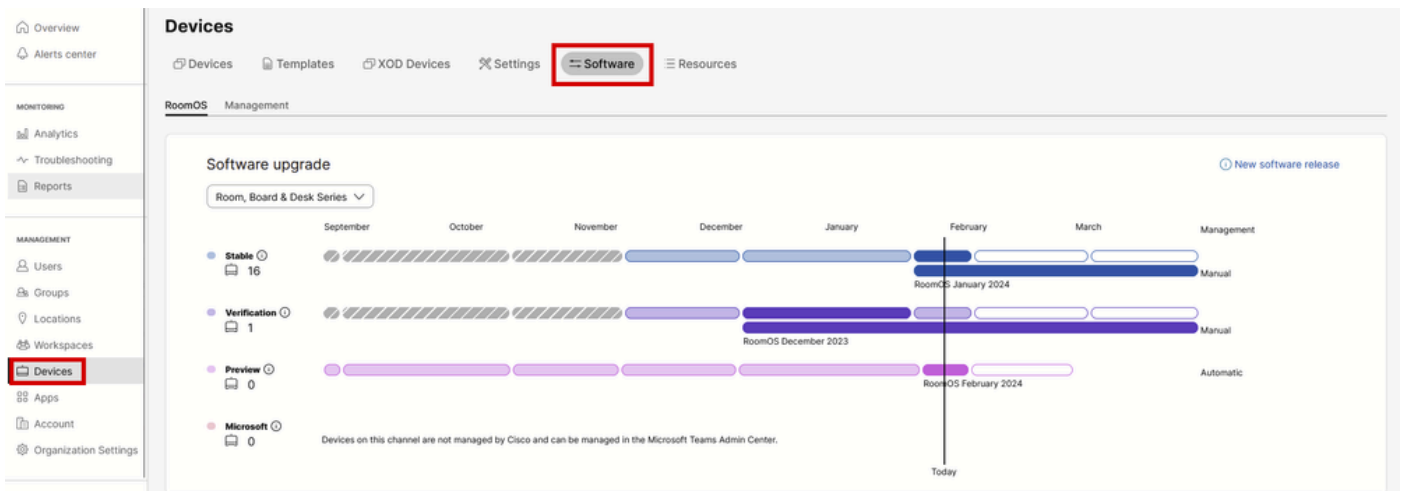 Overview
Alerts center
MONITORING
Analytics
Troubleshooting
Reports
MANAGEMENT
Users
Groups
Locations
Workspaces
Devices
Apps
Account
Organization Settings
Devices
Devices Templates XOD Devices Settings Software Resources
RoomOS Management
Software upgrade
New software release
Room, Board & Desk Series
September October November December January February March Management
Stable
16
Manual
RoomOS January 2024
Verification
1
Manual
RoomOS December 2023
Preview
0
Automatic
RoomOS February 2024
Microsoft
0
Devices on this channel are not managed by Cisco and can be managed in the Microsoft Teams Admin Center.
Today